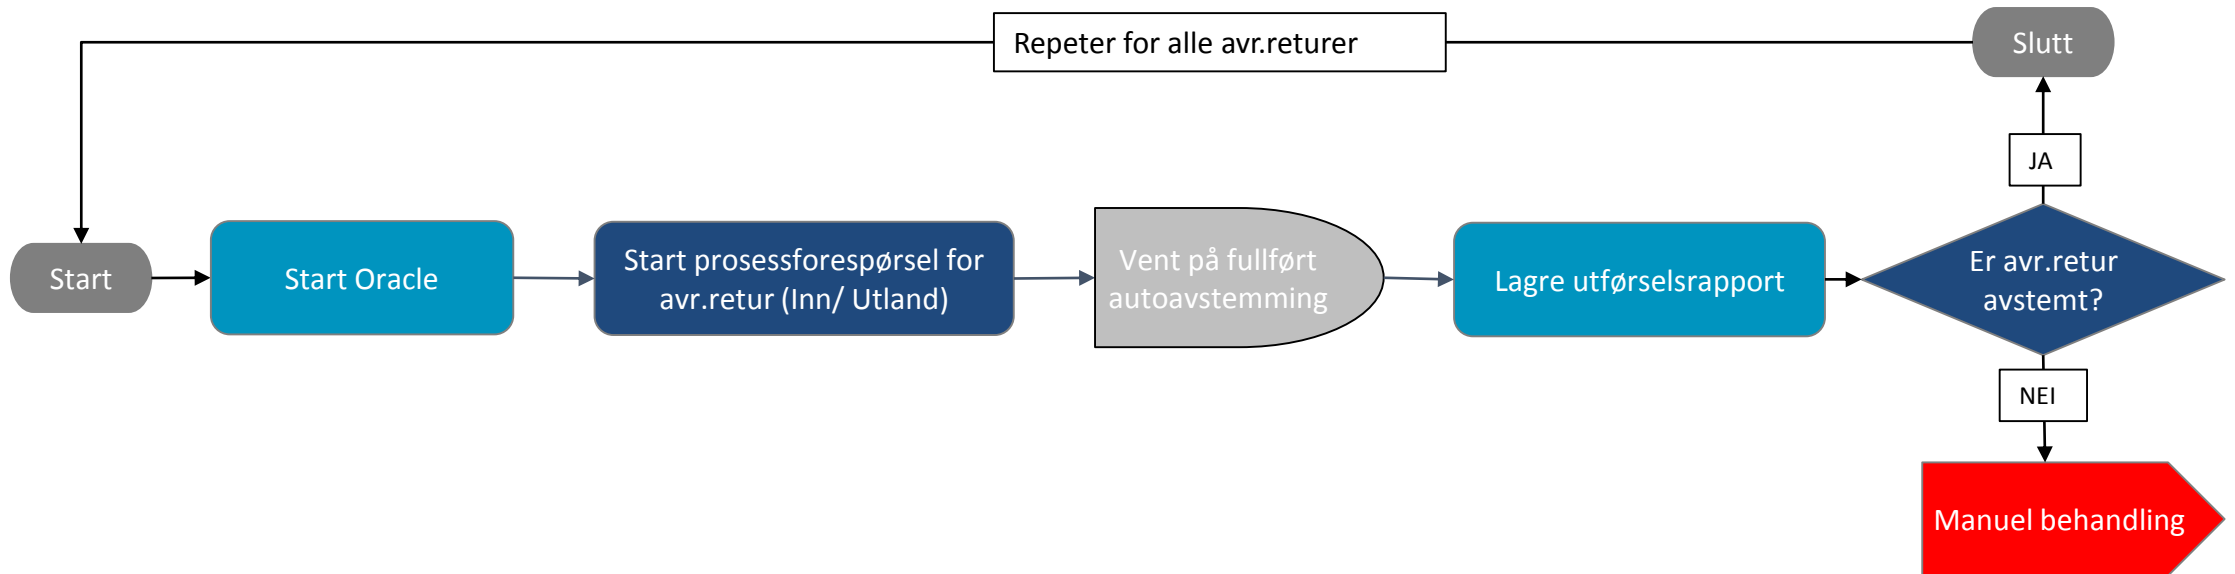 Repeter for alle avr.returer
Slutt
JA
Start
Start Oracle
Start prosessforespørsel for
avr.retur (Inn/ Utland)
Vent på fullført
autoavstemming
Lagre utførselsrapport
Er avr.retur
avstemt?
NEI
Manuel behandling